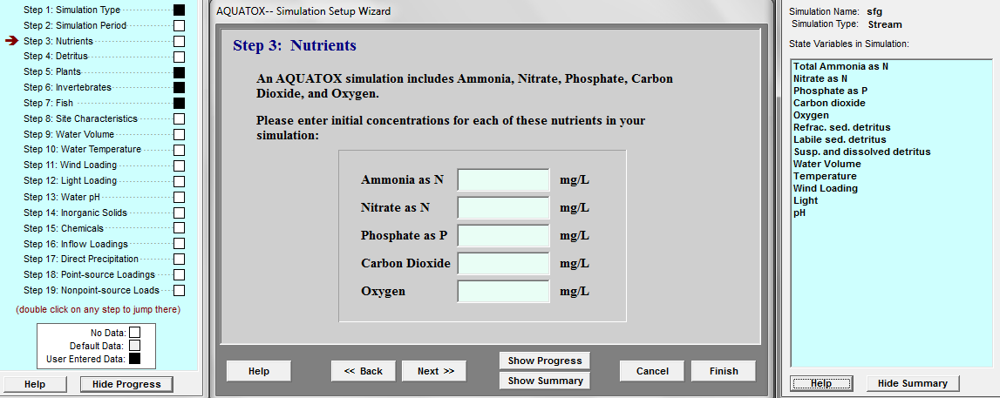 Step 1: Simulation Type
Step 2: Simulation Period
Step 3: Nutrients
Step 4: Detritus
Step 5: Plants
Step 6: Invertebrates
Step 7: Fish
Step 8: Site Characteristics
Step 9: Water Volume
Step 10: Water Temperature
Step 11: Wind Loading
Step 12: Light Loading
Step 13: Water pH
Step 14: Inorganic Solids
Step 15: Chemicals
Step 16: Inflow Loadings
Step 17: Direct Precipitation
Step 18: Point-source Loadings
Step 19: Nonpoint-source Loads
(double click on any step to jump there)
No Data:
Default Data:
User Entered Data:
Help
Hide Progress
AQUATOX-- Simulation Setup Wizard
Step 3: Nutrients
An AQUATOX simulation includes Ammonia, Nitrate, Phosphate, Carbon
Dioxide, and Oxygen.
Please enter initial concentrations for each of these nutrients in your
simulation:
Ammonia as N mg/L
Nitrate as N mg/L
Phosphate as P mg/L
Carbon Dioxide mg/L
Oxygen mg/L
Help
<< Back
Next >>
Show Progress
Show Summary
Cancel
Finish
Simulation Name: sfg
Simulation Type: Stream
State Variables in Simulation:
Total Ammonia as N
Nitrate as N
Phosphate as P
Carbon dioxide
Oxygen
Refrac. sed. detritus
Labile sed. detritus
Susp. and dissolved detritus
Water Volume
Temperature
Wind Loading
Light
pH
Help
Hide Summary